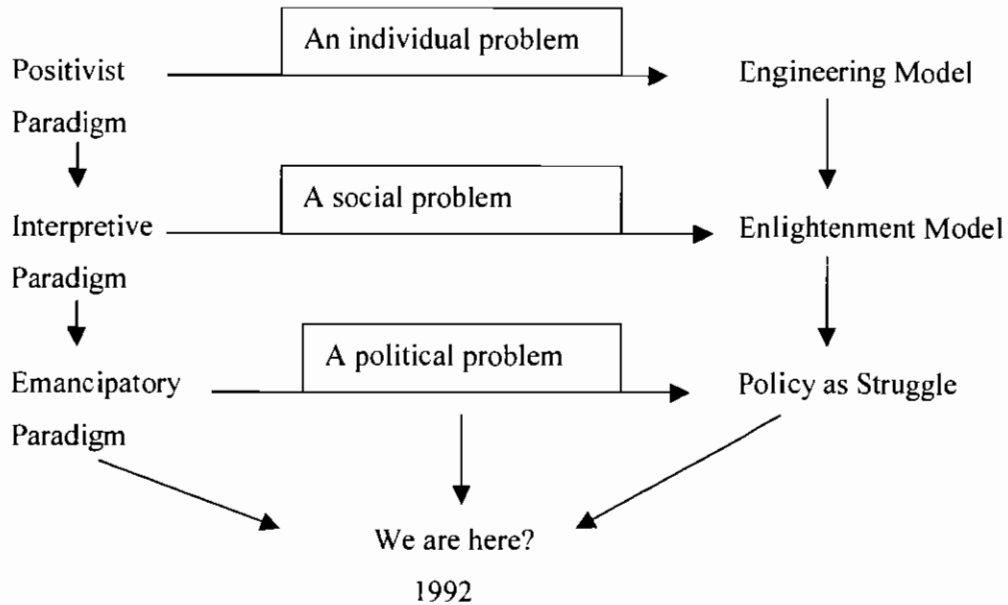 An individual problem
Positivist
Engineering Model
Paradigm
A social problem
Interpretive
Enlightenment Model
Paradigm
A political problem
Emancipatory
Policy as Struggle
Paradigm
We are here?
1992